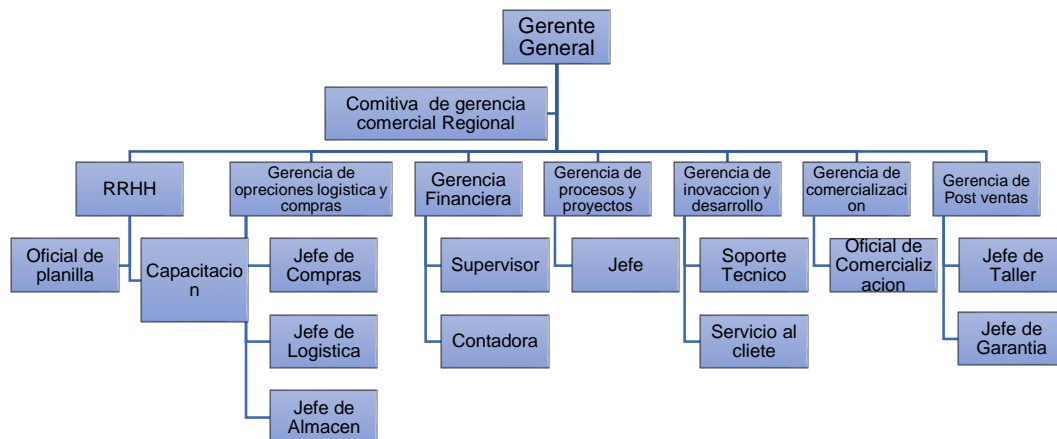 Gerente
General
Comitiva de gerencia
comercial Regional
RRHH
Gerencia de
opreciones logistica y
compras
Gerencia
Financiera
Gerencia de
procesos y
proyectos
Gerencia de
inovaccion y
desarrollo
Gerencia de
comercializaci
on
Gerencia de
Post ventas
Oficial de
planilla
Capacitacio
n
Jefe de
Compras
Supervisor
Jefe
Soporte
Tecnico
Oficial de
Comercializ
acion
Jefe de
Taller
Jefe de
Logistica
Contadora
Servicio al
cliete
Jefe de
Garantia
Jefe de
Almacen